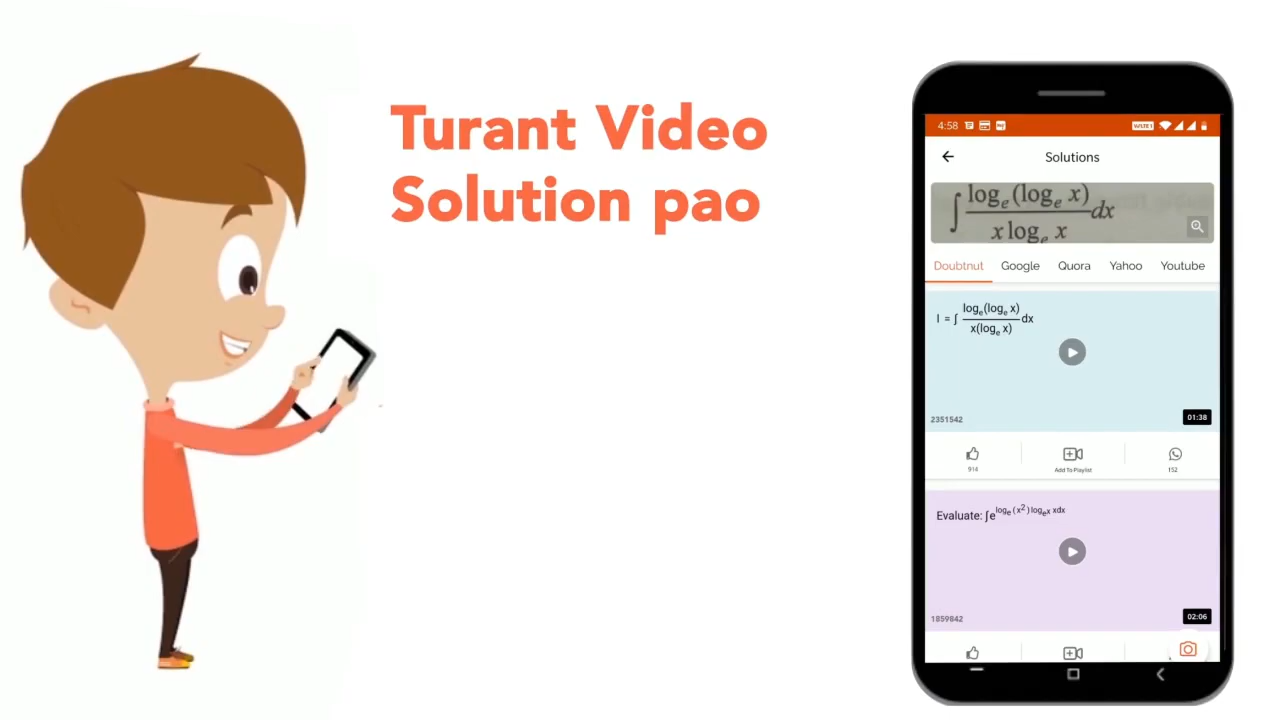 Turant Video
Solution pao
4:58
VoLTE1
Solutions
∫ logₑ(logₑ x) / x logₑ x dx
Doubtnut Google Quora Yahoo Youtube
I = ∫ logₑ(logₑ x) / x(logₑ x) dx
2351542 01:38
914 Add To Playlist 152
Evaluate: ∫e^logₑ(x²)logₑx xdx
1859842 02:06